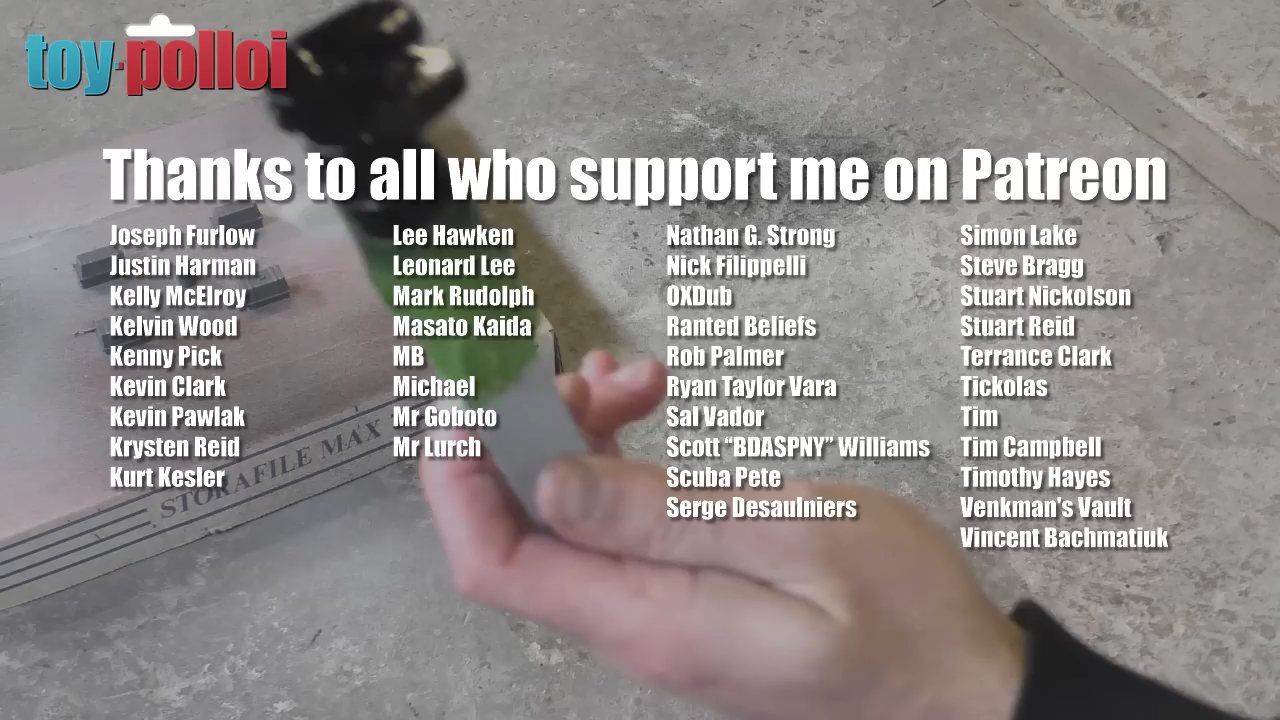 toy·polloi
Thanks to all who support me on Patreon
Joseph Furlow
Justin Harman
Kelly McElroy
Kelvin Wood
Kenny Pick
Kevin Clark
Kevin Pawlak
Krysten Reid
Kurt Kesler
Lee Hawken
Leonard Lee
Mark Rudolph
Masato Kaida
MB
Michael
Mr Goboto
Mr Lurch
Nathan G. Strong
Nick Filippelli
OXDub
Ranted Beliefs
Rob Palmer
Ryan Taylor Vara
Sal Vador
Scott “BDASPNY” Williams
Scuba Pete
Serge Desaulniers
Simon Lake
Steve Bragg
Stuart Nickolson
Stuart Reid
Terrance Clark
Tickolas
Tim
Tim Campbell
Timothy Hayes
Venkman's Vault
Vincent Bachmatiuk
STORAFILE MAX